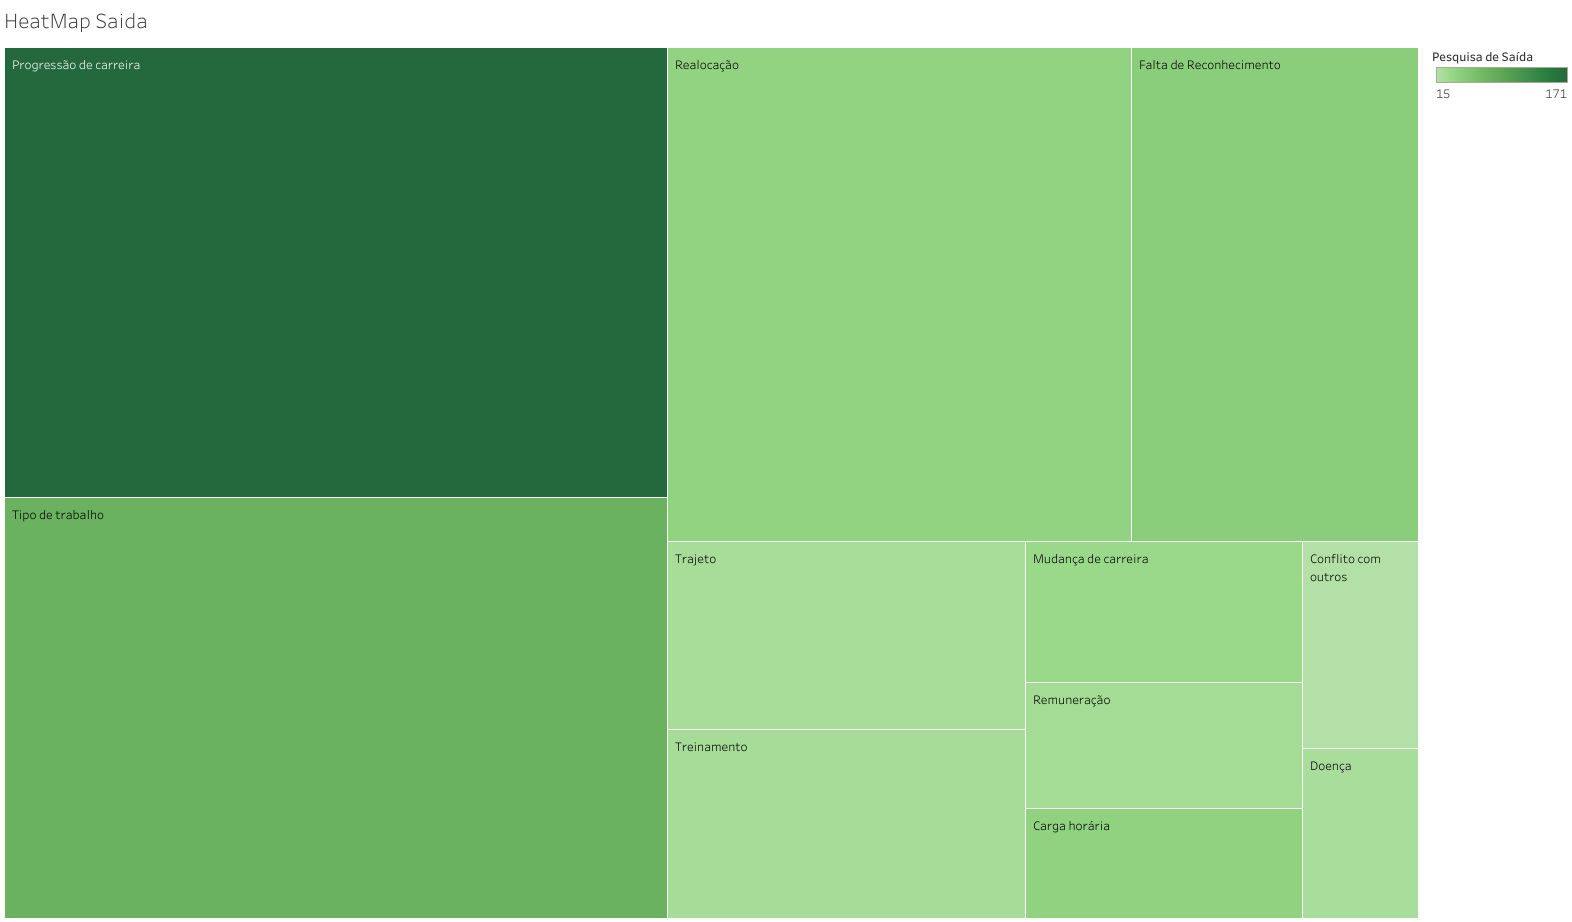 HeatMap Saida
Progressão de carreira
Realocação
Falta de Reconhecimento
Pesquisa de Saída
15
171
Tipo de trabalho
Trajeto
Mudança de carreira
Conflito com
outros
Remuneração
Treinamento
Doença
Carga horária